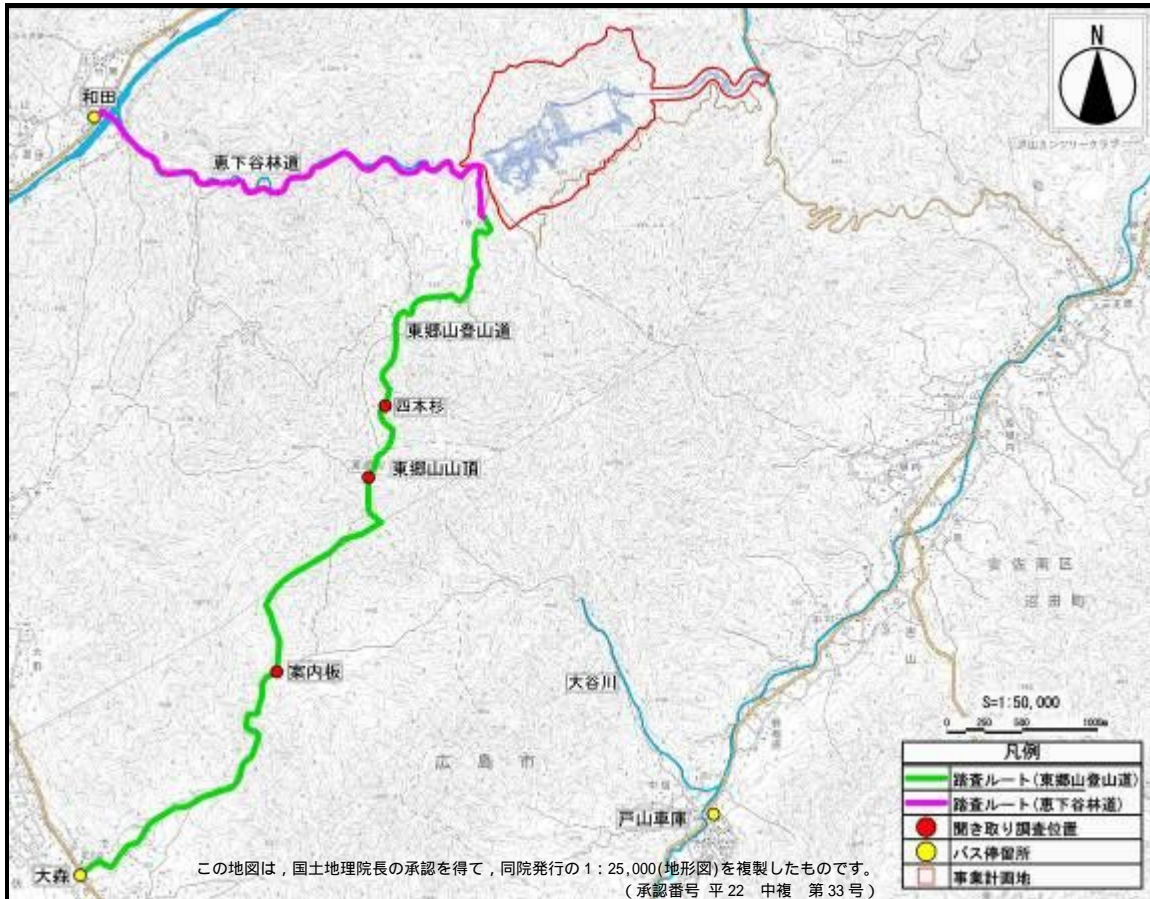 N
和田
恵下谷林道
東郷山登山道
四本杉
東郷山山頂
案内板
大谷川
戸山車庫
大森
広島市
安佐南区
沼田町
吉山
S=1:50,000
0 250 500 1000m
凡例
踏査ルート(東郷山登山道)
踏査ルート(恵下谷林道)
聞き取り調査位置
バス停留所
事業計画地
この地図は，国土地理院長の承認を得て，同院発行の1：25,000(地形図)を複製したものです。
（承認番号 平22 中複 第33号）